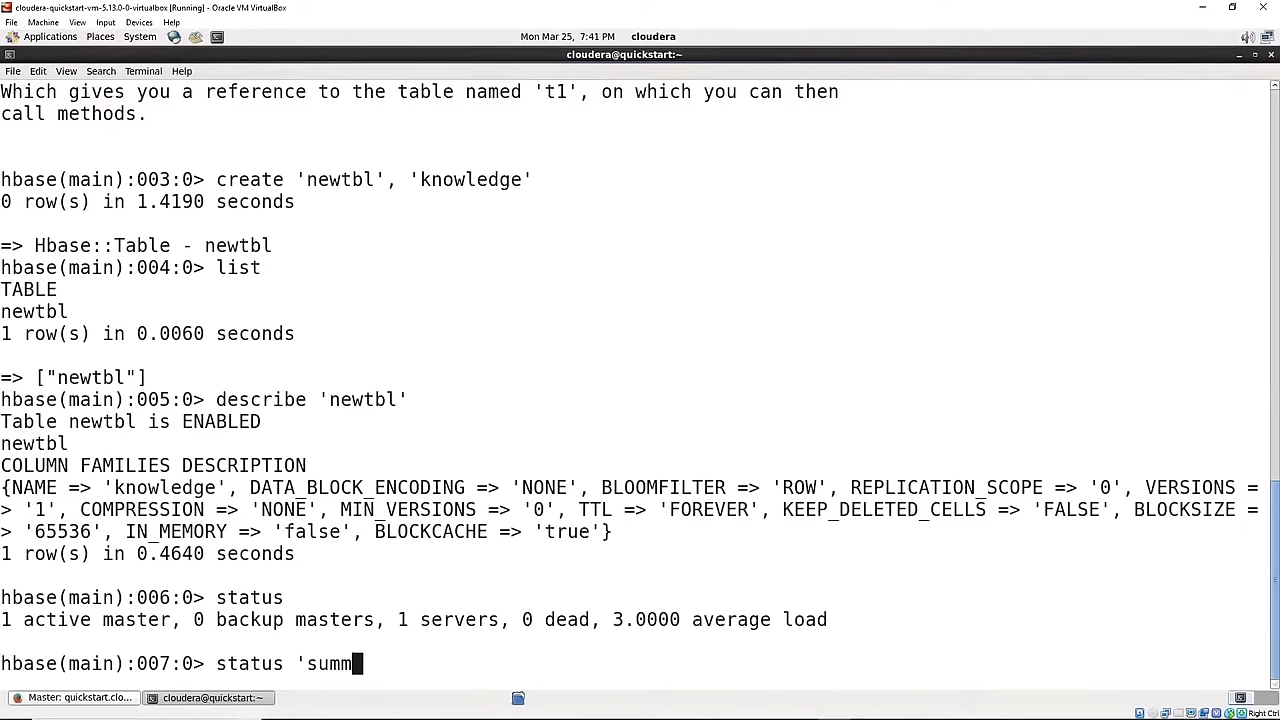 cloudera-quickstart-vm-5.13.0-0-virtualbox [Running] - Oracle VM VirtualBox
File Machine View Input Devices Help
Applications Places System Mon Mar 25, 7:41 PM cloudera
cloudera@quickstart:~
File Edit View Search Terminal Help
Which gives you a reference to the table named 't1', on which you can then
call methods.
hbase(main):003:0> create 'newtbl', 'knowledge'
0 row(s) in 1.4190 seconds
=> Hbase::Table - newtbl
hbase(main):004:0> list
TABLE
newtbl
1 row(s) in 0.0060 seconds
=> ["newtbl"]
hbase(main):005:0> describe 'newtbl'
Table newtbl is ENABLED
newtbl
COLUMN FAMILIES DESCRIPTION
{NAME => 'knowledge', DATA_BLOCK_ENCODING => 'NONE', BLOOMFILTER => 'ROW', REPLICATION_SCOPE => '0', VERSIONS =
> '1', COMPRESSION => 'NONE', MIN_VERSIONS => '0', TTL => 'FOREVER', KEEP_DELETED_CELLS => 'FALSE', BLOCKSIZE =
> '65536', IN_MEMORY => 'false', BLOCKCACHE => 'true'}
1 row(s) in 0.4640 seconds
hbase(main):006:0> status
1 active master, 0 backup masters, 1 servers, 0 dead, 3.0000 average load
hbase(main):007:0> status 'summ
Master: quickstart.clo... cloudera@quickstart:~
Right Ctrl